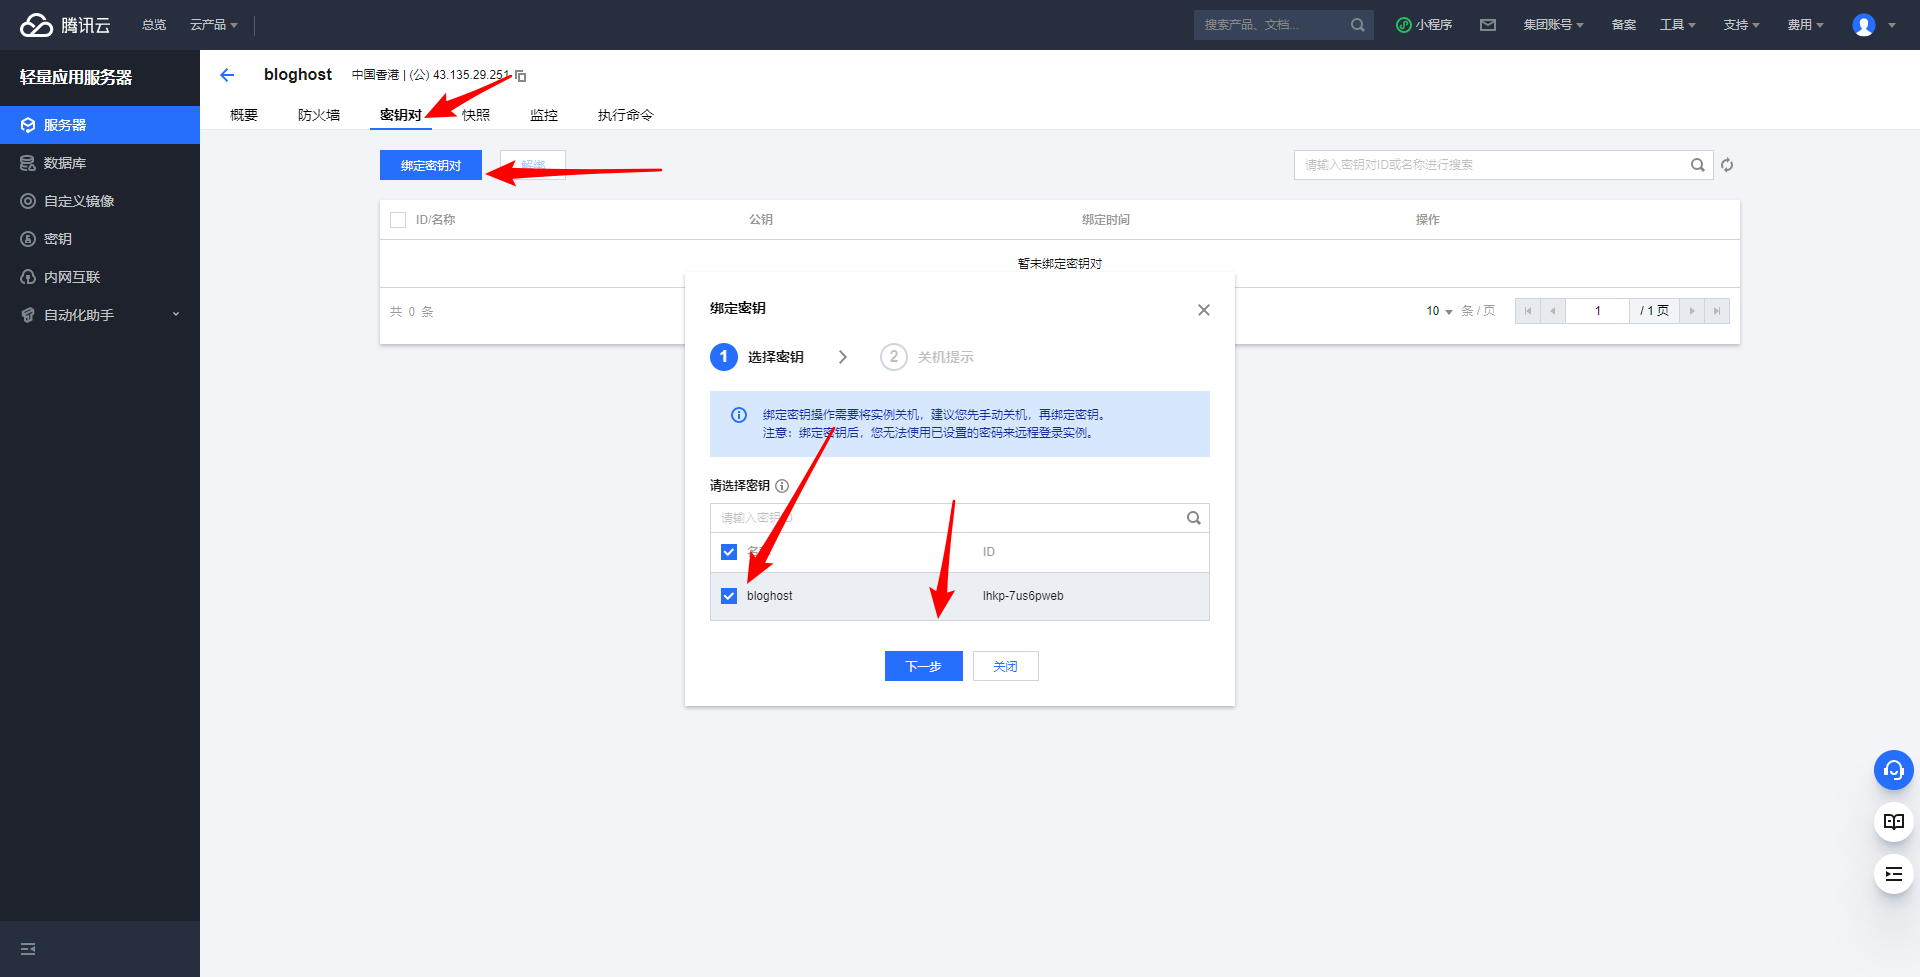 腾讯云
总览
云产品
搜索产品、文档...
小程序
集团账号
备案
工具
支持
费用
轻量应用服务器
服务器
数据库
自定义镜像
密钥
内网互联
自动化助手
bloghost
中国香港 | (公) 43.135.29.251
概要
防火墙
密钥对
快照
监控
执行命令
绑定密钥对
解绑
请输入密钥对ID或名称进行搜索
ID/名称
公钥
绑定时间
操作
暂未绑定密钥对
共 0 条
10 条 / 页
1
/ 1 页
绑定密钥
1 选择密钥
2 关机提示
绑定密钥操作需要将实例关机，建议您先手动关机，再绑定密钥。
注意：绑定密钥后，您无法使用已设置的密码来远程登录实例。
请选择密钥
请输入密钥ID
ID
bloghost
lhkp-7us6pweb
下一步
关闭